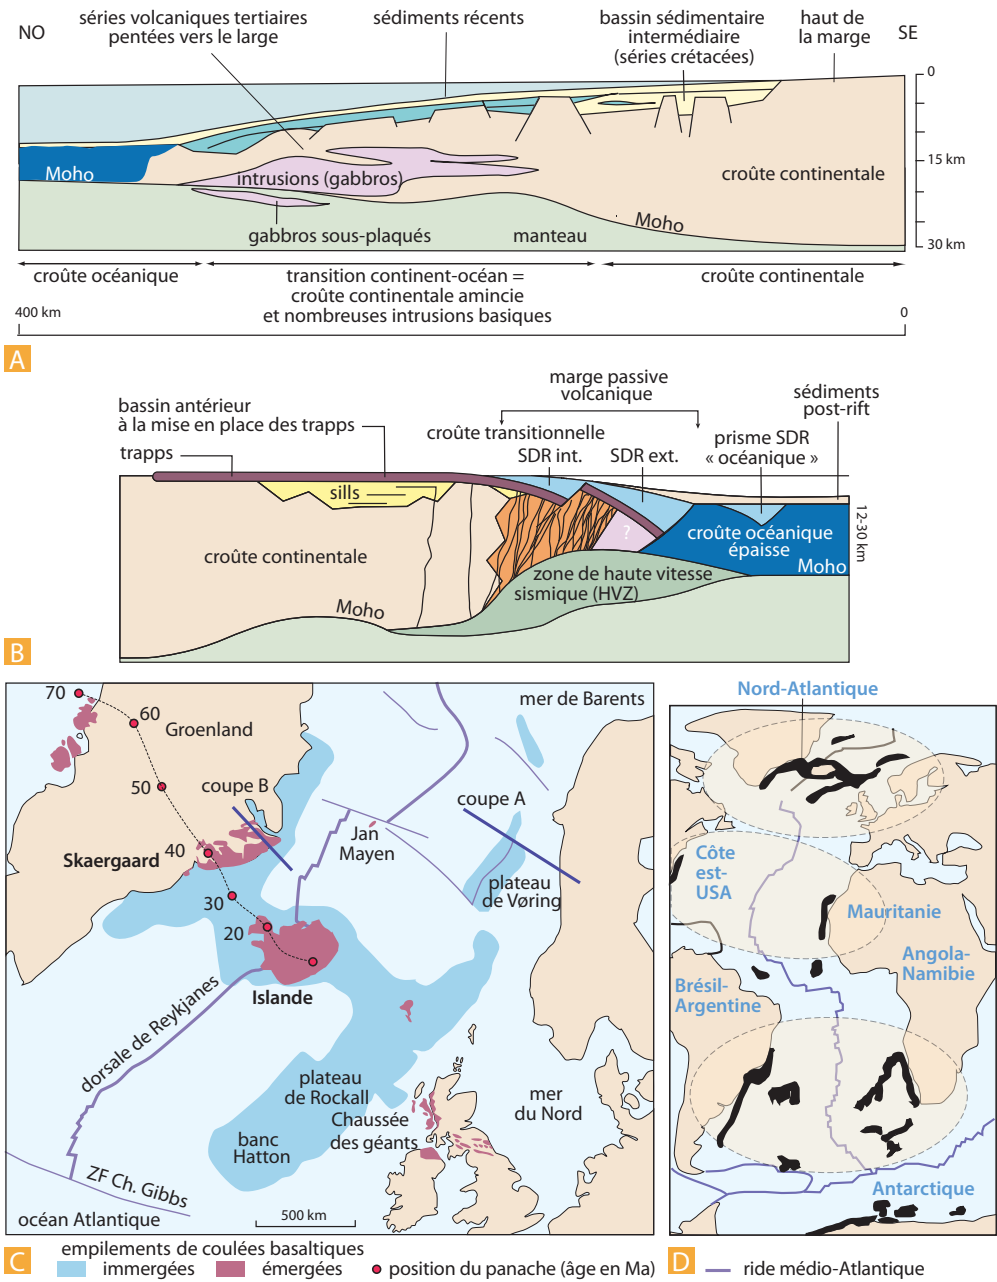 NO
séries volcaniques tertiaires
pentées vers le large
sédiments récents
bassin sédimentaire
intermédiaire
(séries crétacées)
haut de
la marge
SE
0
15 km
30 km
Moho
intrusions (gabbros)
croûte continentale
gabbros sous-plaqués
manteau
Moho
croûte océanique
transition continent-océan =
croûte continentale amincie
et nombreuses intrusions basiques
croûte continentale
400 km
0
A
marge passive
volcanique
bassin antérieur
à la mise en place des trapps
trapps
croûte transitionnelle
SDR int.
SDR ext.
sédiments
post-rift
prisme SDR
« océanique »
sills
croûte continentale
?
croûte océanique
épaisse
Moho
12-30 km
zone de haute vitesse
sismique (HVZ)
Moho
B
70
60
Groenland
50
coupe B
mer de Barents
coupe A
Jan
Mayen
Skaergaard
40
30
20
plateau
de Vøring
Islande
dorsale de Reykjanes
plateau
de Rockall
Chaussée
des géants
mer
du Nord
banc
Hatton
ZF Ch. Gibbs
océan Atlantique
500 km
C
empilements de coulées basaltiques
immergées
émergées
position du panache (âge en Ma)
Nord-Atlantique
Côte
est-
USA
Mauritanie
Angola-
Namibie
Brésil-
Argentine
Antarctique
D
ride médio-Atlantique